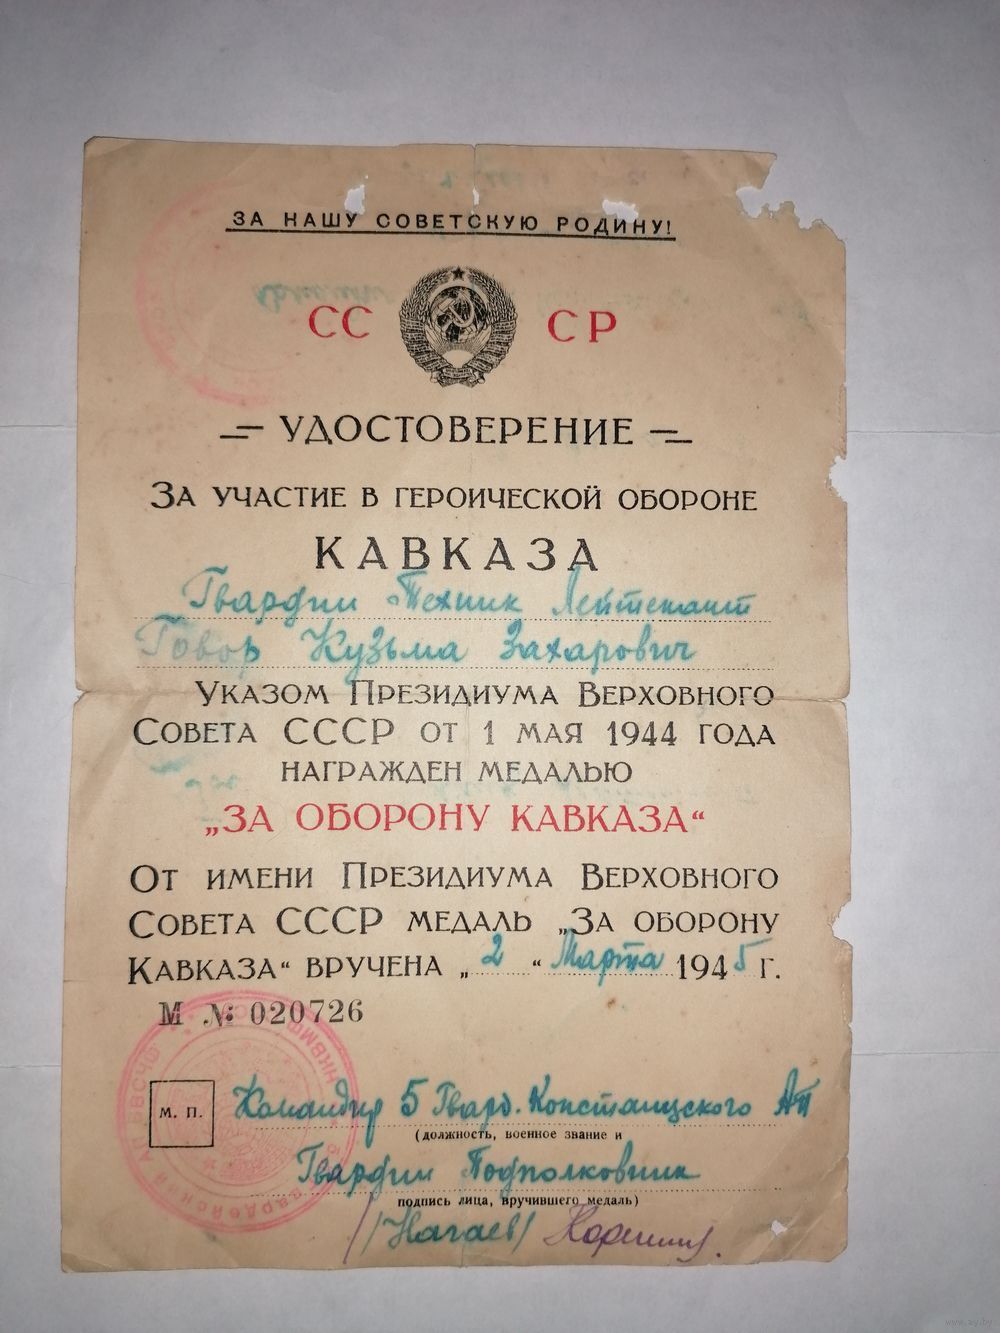 ЗА НАШУ СОВЕТСКУЮ РОДИНУ!
СС СР
УДОСТОВЕРЕНИЕ
ЗА УЧАСТИЕ В ГЕРОИЧЕСКОЙ ОБОРОНЕ
КАВКАЗА
Гвардии Техник Лейтенант
Говор Кузьма Захарович
УКАЗОМ ПРЕЗИДИУМА ВЕРХОВНОГО
СОВЕТА СССР ОТ 1 МАЯ 1944 ГОДА
НАГРАЖДЕН МЕДАЛЬЮ
„ЗА ОБОРОНУ КАВКАЗА“
ОТ ИМЕНИ ПРЕЗИДИУМА ВЕРХОВНОГО
СОВЕТА СССР МЕДАЛЬ „ЗА ОБОРОНУ
КАВКАЗА“ ВРУЧЕНА „2“ Марта 1945 г.
М № 020726
М. П.
Командир 5 Гвард. Констанцского АП
(должность, военное звание и
Гвардии Подполковник
подпись лица, вручившего медаль)
/Нагаев/